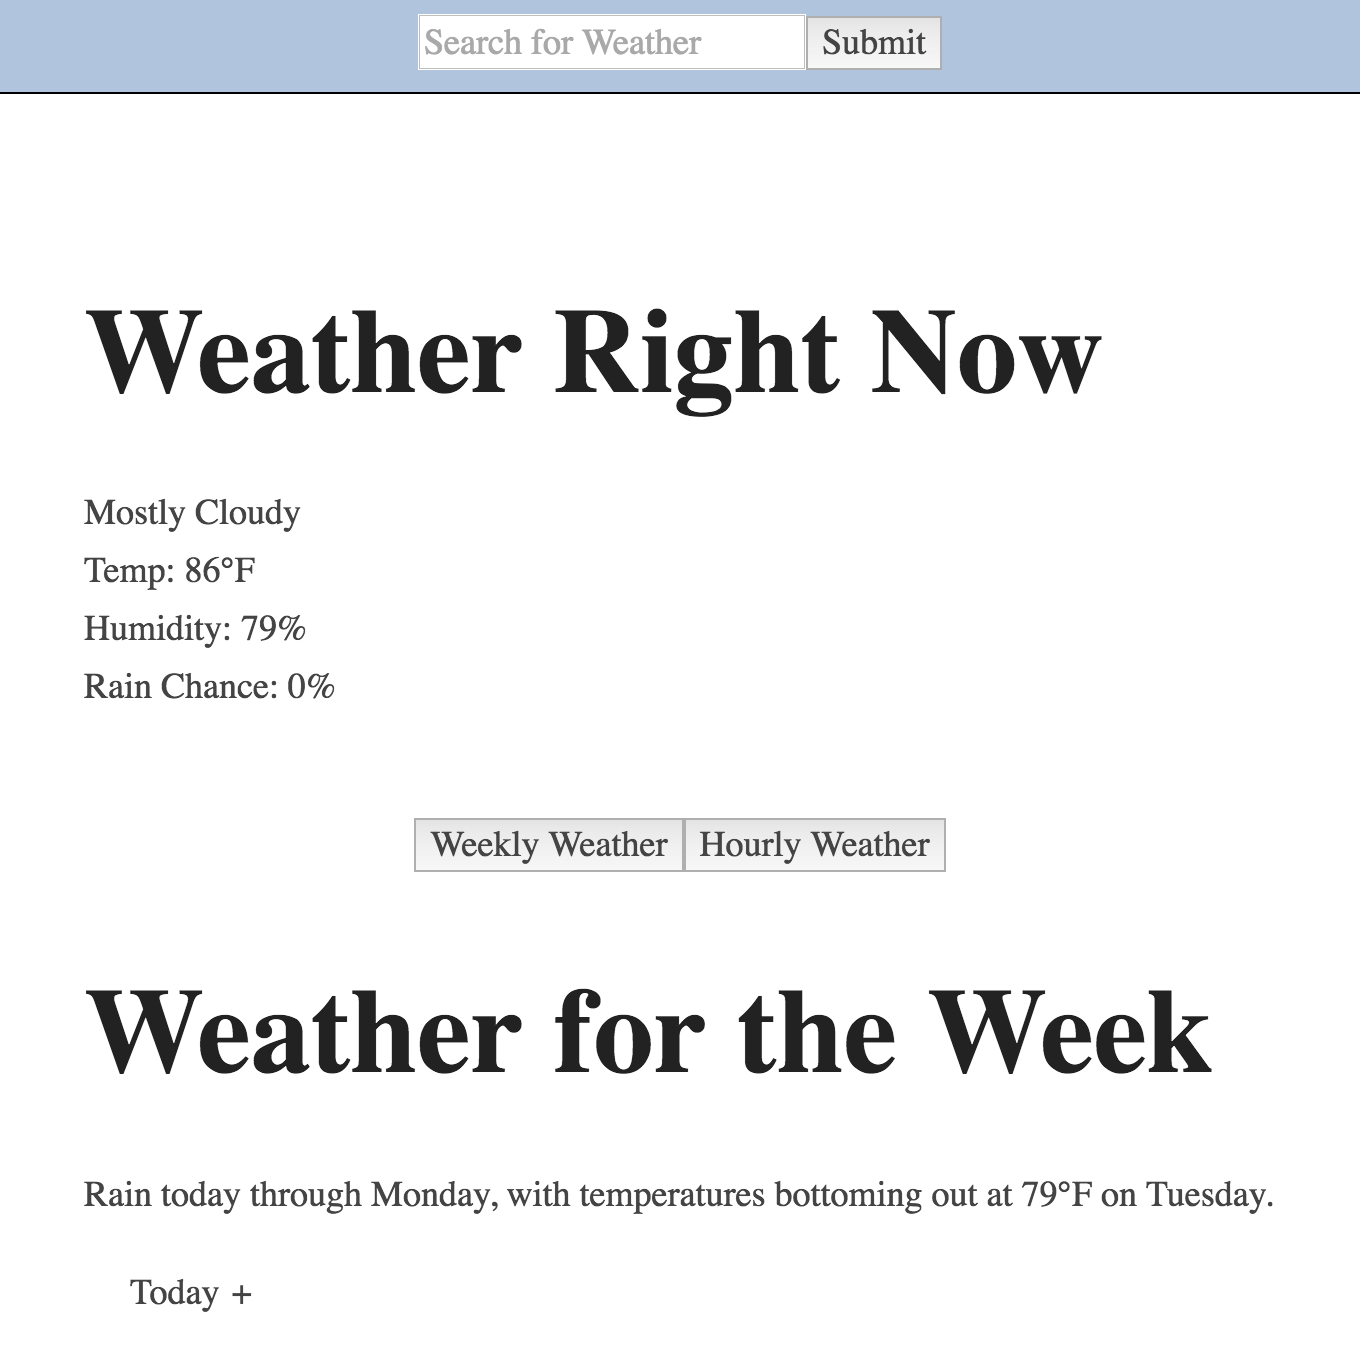 Search for Weather Submit
Weather Right Now
Mostly Cloudy
Temp: 86°F
Humidity: 79%
Rain Chance: 0%
Weekly Weather Hourly Weather
Weather for the Week
Rain today through Monday, with temperatures bottoming out at 79°F on Tuesday.
Today +